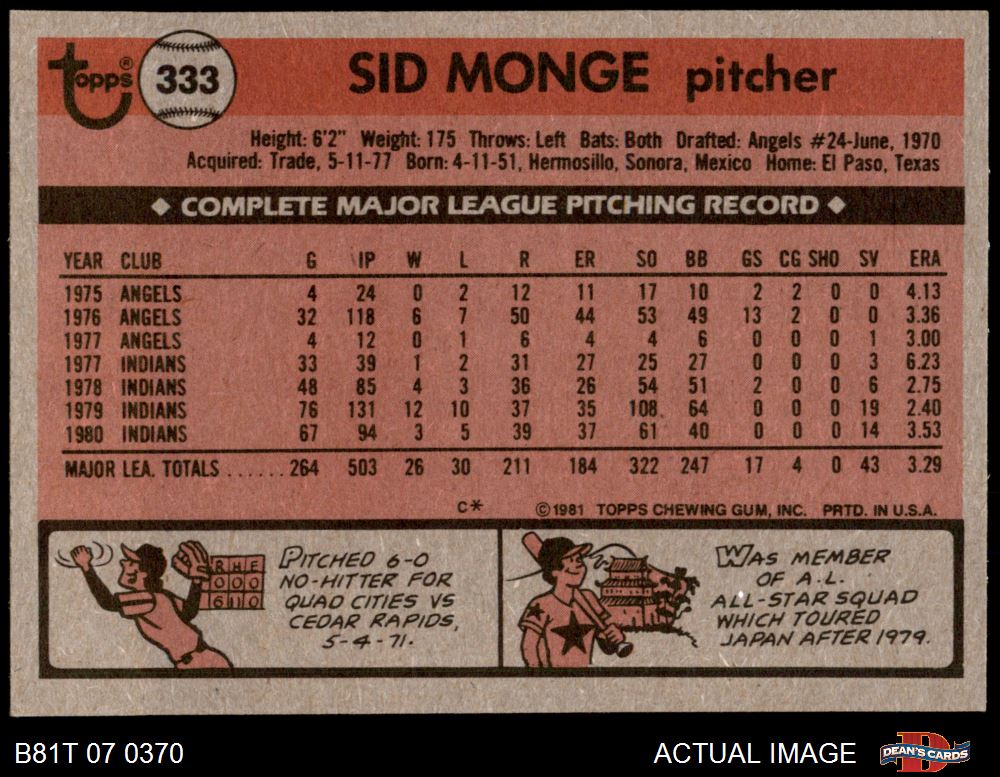 topps® 333 SID MONGE pitcher
Height: 6'2" Weight: 175 Throws: Left Bats: Both Drafted: Angels #24-June, 1970
Acquired: Trade, 5-11-77 Born: 4-11-51, Hermosillo, Sonora, Mexico Home: El Paso, Texas
◆ COMPLETE MAJOR LEAGUE PITCHING RECORD ◆
YEAR CLUB G IP W L R ER SO BB GS CG SHO SV ERA
1975 ANGELS 4 24 0 2 12 11 17 10 2 2 0 0 4.13
1976 ANGELS 32 118 6 7 50 44 53 49 13 2 0 0 3.36
1977 ANGELS 4 12 0 1 6 4 4 6 0 0 0 1 3.00
1977 INDIANS 33 39 1 2 31 27 25 27 0 0 0 3 6.23
1978 INDIANS 48 85 4 3 36 26 54 51 2 0 0 6 2.75
1979 INDIANS 76 131 12 10 37 35 108 64 0 0 0 19 2.40
1980 INDIANS 67 94 3 5 39 37 61 40 0 0 0 14 3.53
MAJOR LEA. TOTALS ...... 264 503 26 30 211 184 322 247 17 4 0 43 3.29
C* ©1981 TOPPS CHEWING GUM, INC. PRTD. IN U.S.A.
R H E
0 0 0
6 1 0
PITCHED 6-0
NO-HITTER FOR
QUAD CITIES VS
CEDAR RAPIDS,
5-4-71.
WAS MEMBER
OF A.L.
ALL-STAR SQUAD
WHICH TOURED
JAPAN AFTER 1979.
B81T 07 0370 ACTUAL IMAGE D DEAN'S CARDS